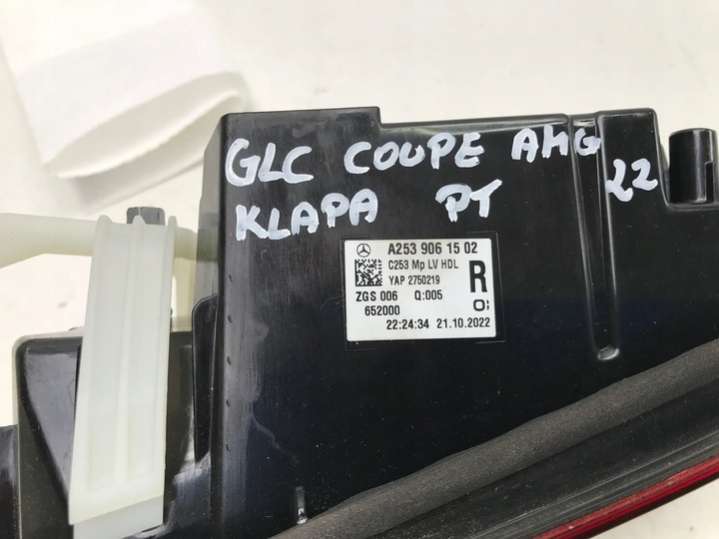 GLC COUPE AMG
KLAPA PT 22
A253 906 15 02
C253 Mp LV HDL
YAP 2750219
R
ZGS 006 Q:005
652000
22:24:34 21.10.2022